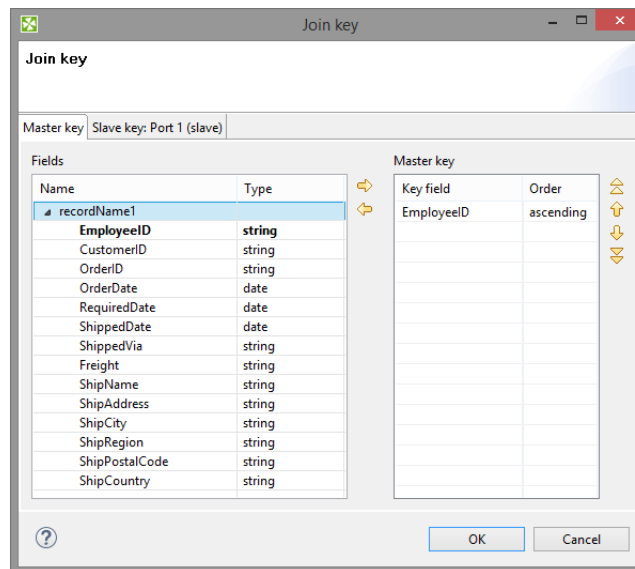 Join key
Join key
Master key Slave key: Port 1 (slave)
Fields Master key
Name Type Key field Order
recordName1 EmployeeID ascending
EmployeeID string
CustomerID string
OrderID string
OrderDate date
RequiredDate date
ShippedDate date
ShippedVia string
Freight string
ShipName string
ShipAddress string
ShipCity string
ShipRegion string
ShipPostalCode string
ShipCountry string
? OK Cancel